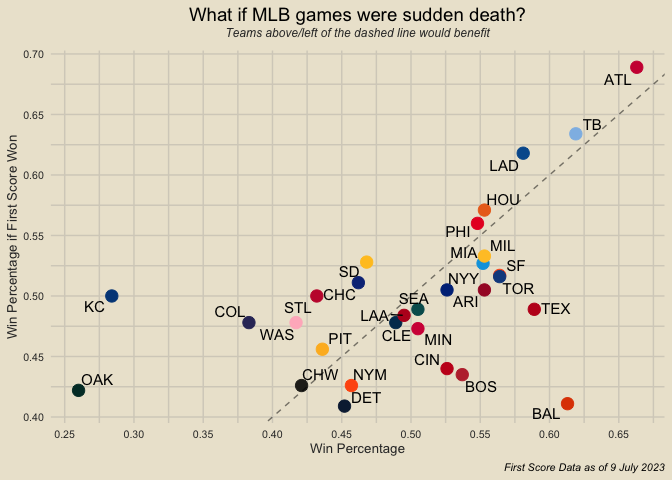 What if MLB games were sudden death?
Teams above/left of the dashed line would benefit
Win Percentage if First Score Won
0.70
0.65
0.60
0.55
0.50
0.45
0.40
ATL
TB
LAD
HOU
PHI
MIA
MIL
SD
SF
NYY
TOR
KC
CHC
ARI
STL
SEA
TEX
COL
LAA
WAS
CLE
MIN
PIT
CIN
OAK
CHW
NYM
BOS
DET
BAL
0.25
0.30
0.35
0.40
0.45
0.50
0.55
0.60
0.65
Win Percentage
First Score Data as of 9 July 2023